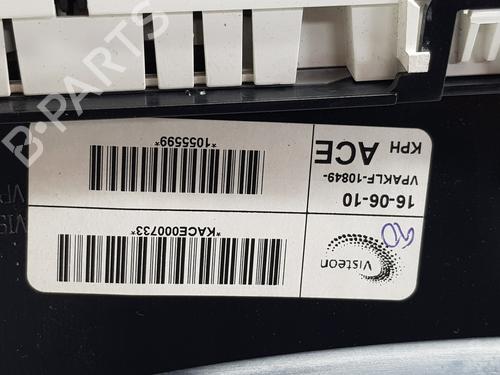 KPH
ACE
VPAKLF-10849-
16-06-10
*1055599*
*KACE000733*
Visteon
B-PARTS